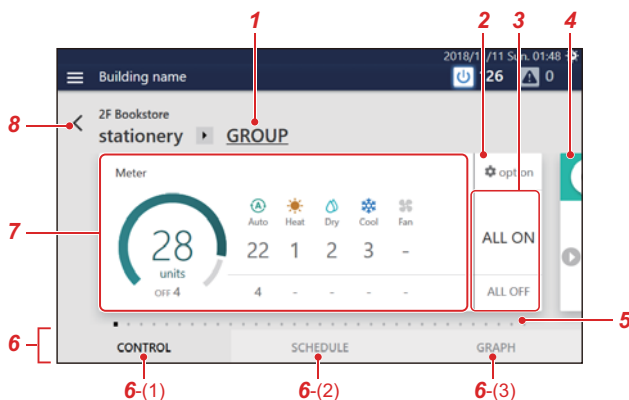 1 2 3 4
2018/ /11 Sun. 01:48
Building name 126 0
2F Bookstore
8
stationery GROUP
Meter option
A
Auto Heat Dry Cool Fan
7 28 22 1 2 3 - ALL ON
units
OFF 4 4 - - - - ALL OFF
5
6 CONTROL SCHEDULE GRAPH
6-(1) 6-(2) 6-(3)